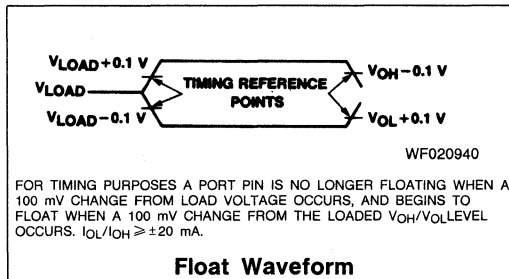 VLOAD+0.1 V
VLOAD
VLOAD−0.1 V
TIMING REFERENCE
POINTS
VOH−0.1 V
VOL+0.1 V
WF020940
FOR TIMING PURPOSES A PORT PIN IS NO LONGER FLOATING WHEN A
100 mV CHANGE FROM LOAD VOLTAGE OCCURS, AND BEGINS TO
FLOAT WHEN A 100 mV CHANGE FROM THE LOADED VOH/VOLLEVEL
OCCURS. IOL/IOH ⩾ ±20 mA.
Float Waveform